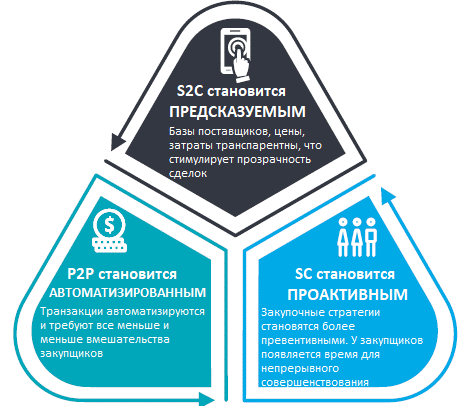 S2C становится
ПРЕДСКАЗУЕМЫМ
Базы поставщиков, цены,
затраты транспарентны, что
стимулирует прозрачность
сделок
$
P2P становится
АВТОМАТИЗИРОВАННЫМ
Транзакции автоматизируются
и требуют все меньше и
меньше вмешательства
закупщиков
SC становится
ПРОАКТИВНЫМ
Закупочные стратегии
становятся более
превентивными. У закупщиков
появляется время для
непрерывного
совершенствования